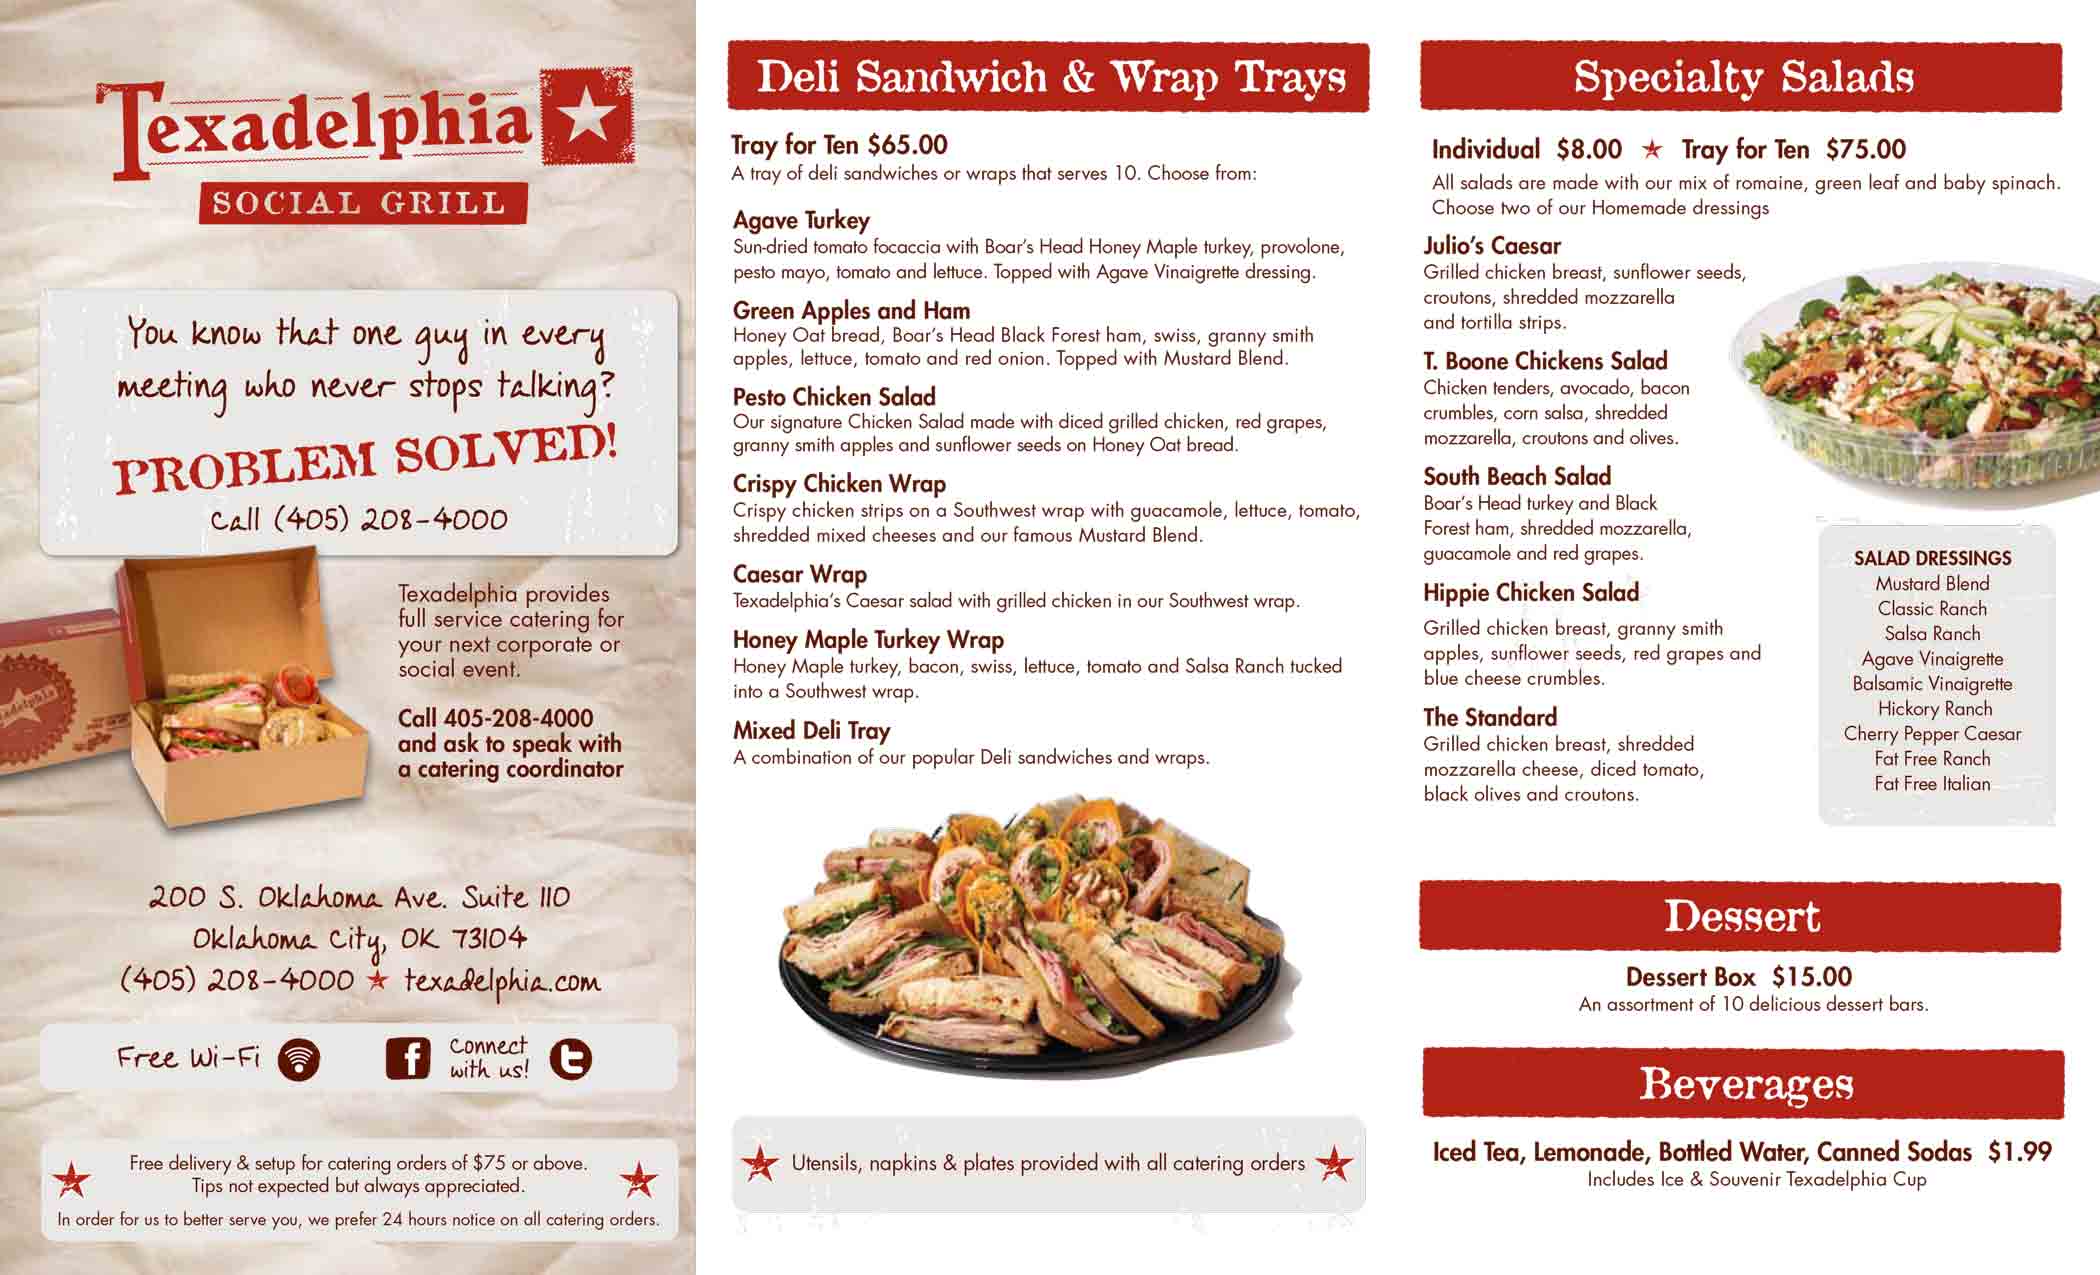 Texadelphia
SOCIAL GRILL
You know that one guy in every
meeting who never stops talking?
PROBLEM SOLVED!
Call (405) 208-4000
Texadelphia provides
full service catering for
your next corporate or
social event.
Call 405-208-4000
and ask to speak with
a catering coordinator
200 S. Oklahoma Ave. Suite 110
Oklahoma City, OK 73104
(405) 208-4000 ★ texadelphia.com
Free Wi-Fi
Connect
with us!
Free delivery & setup for catering orders of $75 or above.
Tips not expected but always appreciated.
In order for us to better serve you, we prefer 24 hours notice on all catering orders.
Deli Sandwich & Wrap Trays
Tray for Ten $65.00
A tray of deli sandwiches or wraps that serves 10. Choose from:
Agave Turkey
Sun-dried tomato focaccia with Boar's Head Honey Maple turkey, provolone,
pesto mayo, tomato and lettuce. Topped with Agave Vinaigrette dressing.
Green Apples and Ham
Honey Oat bread, Boar's Head Black Forest ham, swiss, granny smith
apples, lettuce, tomato and red onion. Topped with Mustard Blend.
Pesto Chicken Salad
Our signature Chicken Salad made with diced grilled chicken, red grapes,
granny smith apples and sunflower seeds on Honey Oat bread.
Crispy Chicken Wrap
Crispy chicken strips on a Southwest wrap with guacamole, lettuce, tomato,
shredded mixed cheeses and our famous Mustard Blend.
Caesar Wrap
Texadelphia's Caesar salad with grilled chicken in our Southwest wrap.
Honey Maple Turkey Wrap
Honey Maple turkey, bacon, swiss, lettuce, tomato and Salsa Ranch tucked
into a Southwest wrap.
Mixed Deli Tray
A combination of our popular Deli sandwiches and wraps.
Utensils, napkins & plates provided with all catering orders
Specialty Salads
Individual $8.00 ★ Tray for Ten $75.00
All salads are made with our mix of romaine, green leaf and baby spinach.
Choose two of our Homemade dressings
Julio's Caesar
Grilled chicken breast, sunflower seeds,
croutons, shredded mozzarella
and tortilla strips.
T. Boone Chickens Salad
Chicken tenders, avocado, bacon
crumbles, corn salsa, shredded
mozzarella, croutons and olives.
South Beach Salad
Boar's Head turkey and Black
Forest ham, shredded mozzarella,
guacamole and red grapes.
Hippie Chicken Salad
Grilled chicken breast, granny smith
apples, sunflower seeds, red grapes and
blue cheese crumbles.
The Standard
Grilled chicken breast, shredded
mozzarella cheese, diced tomato,
black olives and croutons.
SALAD DRESSINGS
Mustard Blend
Classic Ranch
Salsa Ranch
Agave Vinaigrette
Balsamic Vinaigrette
Hickory Ranch
Cherry Pepper Caesar
Fat Free Ranch
Fat Free Italian
Dessert
Dessert Box $15.00
An assortment of 10 delicious dessert bars.
Beverages
Iced Tea, Lemonade, Bottled Water, Canned Sodas $1.99
Includes Ice & Souvenir Texadelphia Cup